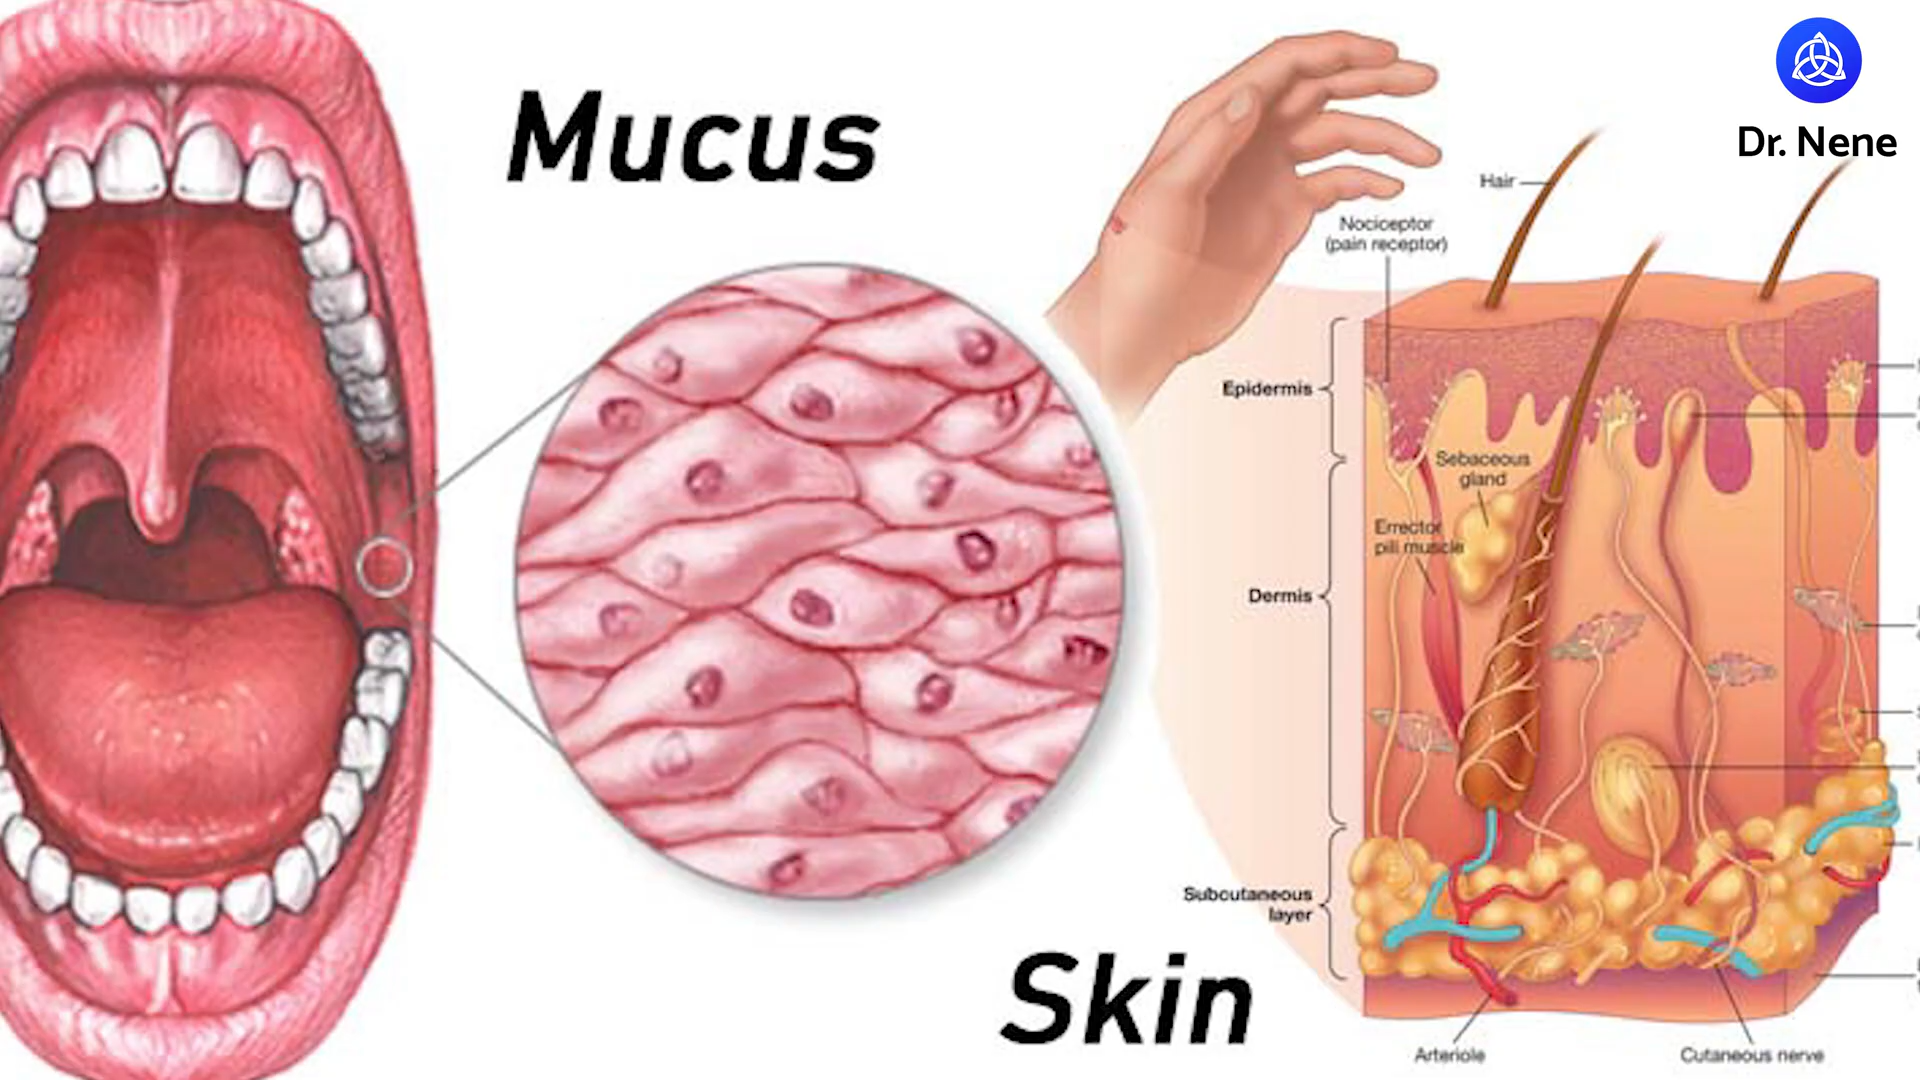 Mucus
Dr. Nene
Hair
Nociceptor
(pain receptor)
Epidermis
Sebaceous
gland
Errector
pili muscle
Dermis
Subcutaneous
layer
Skin
Arteriole
Cutaneous nerve